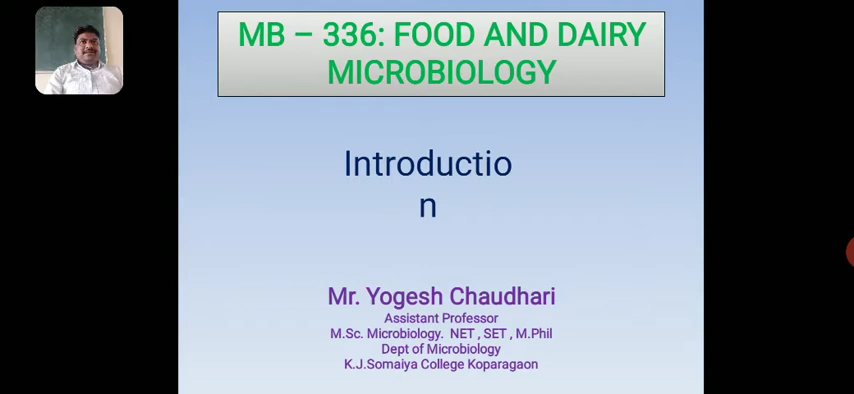 MB – 336: FOOD AND DAIRY
MICROBIOLOGY
Introductio
n
Mr. Yogesh Chaudhari
Assistant Professor
M.Sc. Microbiology. NET , SET , M.Phil
Dept of Microbiology
K.J.Somaiya College Koparagaon